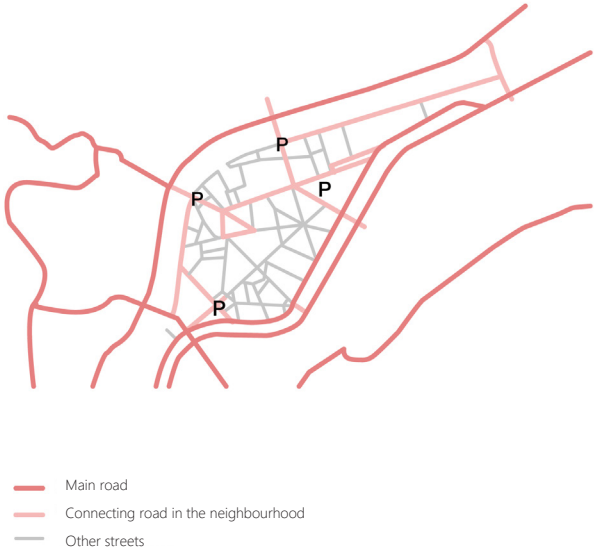 P
P
P
P
Main road
Connecting road in the neighbourhood
Other streets